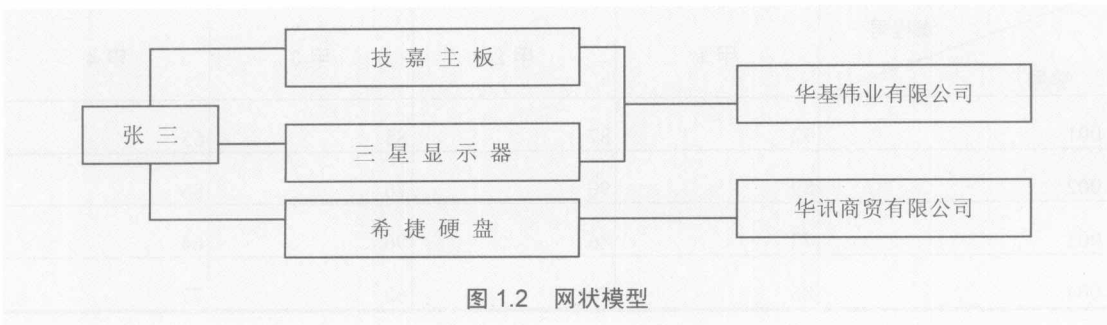 技嘉主板
华基伟业有限公司
张三
三星显示器
华讯商贸有限公司
希捷硬盘
图 1.2 网状模型